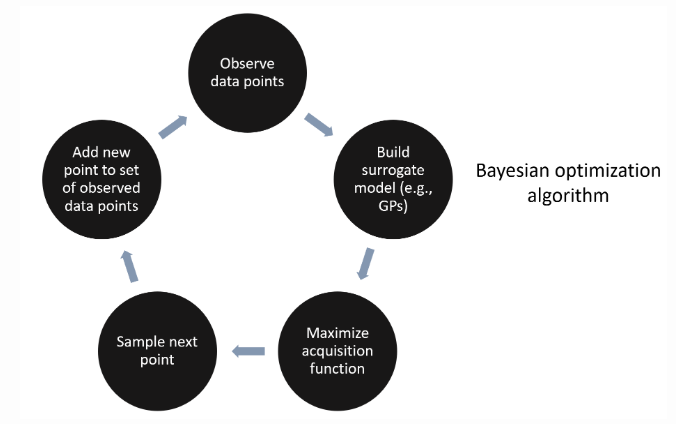 Observe
data points
Build
surrogate
model (e.g.,
GPs)
Maximize
acquisition
function
Sample next
point
Add new
point to set
of observed
data points
Bayesian optimization
algorithm